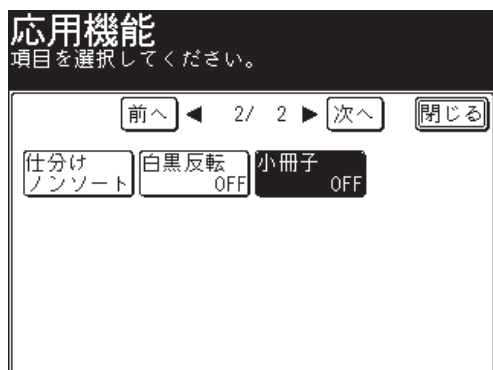 応用機能
項目を選択してください。
前へ ◀ 2/ 2 ▶ 次へ 閉じる
仕分け
ノンソート
白黒反転
OFF
小冊子
OFF